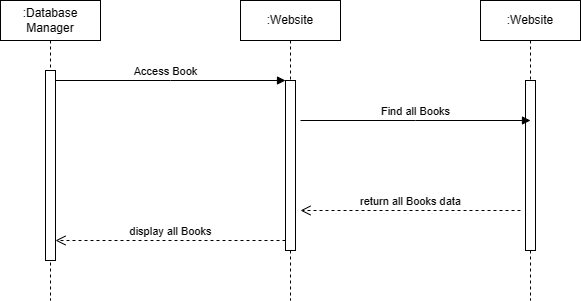 :Database
Manager
:Website
:Website
Access Book
Find all Books
return all Books data
display all Books